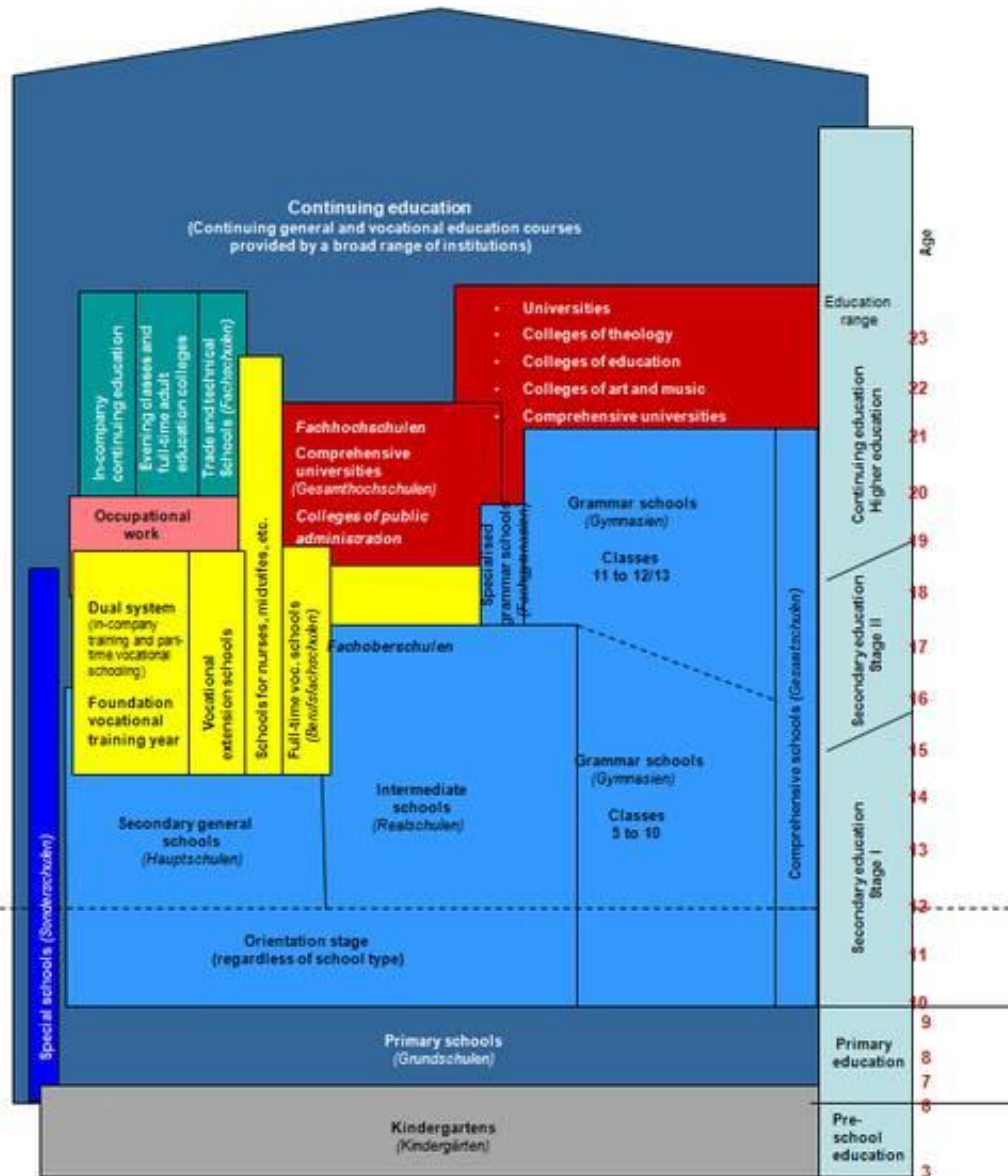 Continuing education
(Continuing general and vocational education courses
provided by a broad range of institutions)
Age
Education
range
In-company
continuing education
Evening classes and
full-time adult
education colleges
Trade and technical
Schools (Fachschulen)
• Universities
• Colleges of theology
• Colleges of education
• Colleges of art and music
• Comprehensive universities
Fachhochschulen
Comprehensive
universities
(Gesamthochschulen)
Colleges of public
administration
Occupational
work
Dual system
(In-company
training and part-
time vocational
schooling)
Foundation
vocational
training year
Vocational
extension schools
Schools for nurses, midwifes, etc.
Full-time voc. schools
(Berufsfachschulen)
Fachoberschulen
Specialised
grammar schools
(Fachgymnasien)
Grammar schools
(Gymnasien)
Classes
11 to 12/13
Secondary general
schools
(Hauptschulen)
Intermediate
schools
(Realschulen)
Grammar schools
(Gymnasien)
Classes
5 to 10
Comprehensive schools (Gesamtschulen)
Orientation stage
(regardless of school type)
Special schools (Sonderschulen)
Primary schools
(Grundschulen)
Kindergartens
(Kindergärten)
Continuing education
Higher education
Secondary education
Stage II
Secondary education
Stage I
Primary
education
Pre-
school
education
23
22
21
20
19
18
17
16
15
14
13
12
11
10
9
8
7
6
3